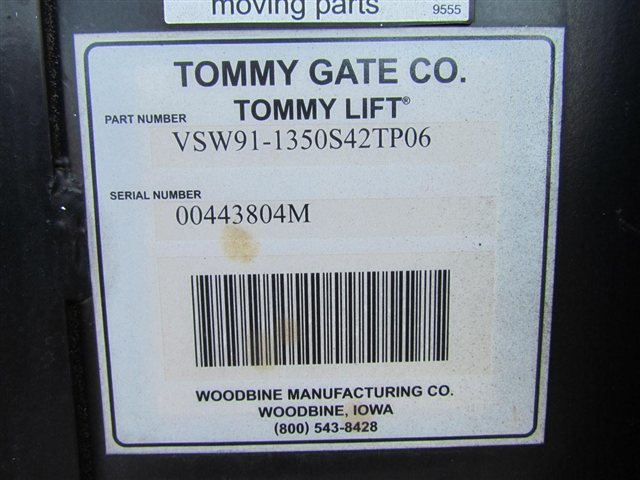 moving parts
9555
TOMMY GATE CO.
TOMMY LIFT®
PART NUMBER
VSW91-1350S42TP06
SERIAL NUMBER
00443804M
WOODBINE MANUFACTURING CO.
WOODBINE, IOWA
(800) 543-8428